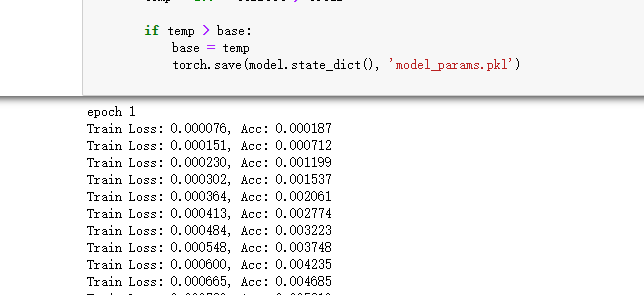 if temp > base:
base = temp
torch.save(model.state_dict(), 'model_params.pkl')
epoch 1
Train Loss: 0.000076, Acc: 0.000187
Train Loss: 0.000151, Acc: 0.000712
Train Loss: 0.000230, Acc: 0.001199
Train Loss: 0.000302, Acc: 0.001537
Train Loss: 0.000364, Acc: 0.002061
Train Loss: 0.000413, Acc: 0.002774
Train Loss: 0.000484, Acc: 0.003223
Train Loss: 0.000548, Acc: 0.003748
Train Loss: 0.000600, Acc: 0.004235
Train Loss: 0.000665, Acc: 0.004685